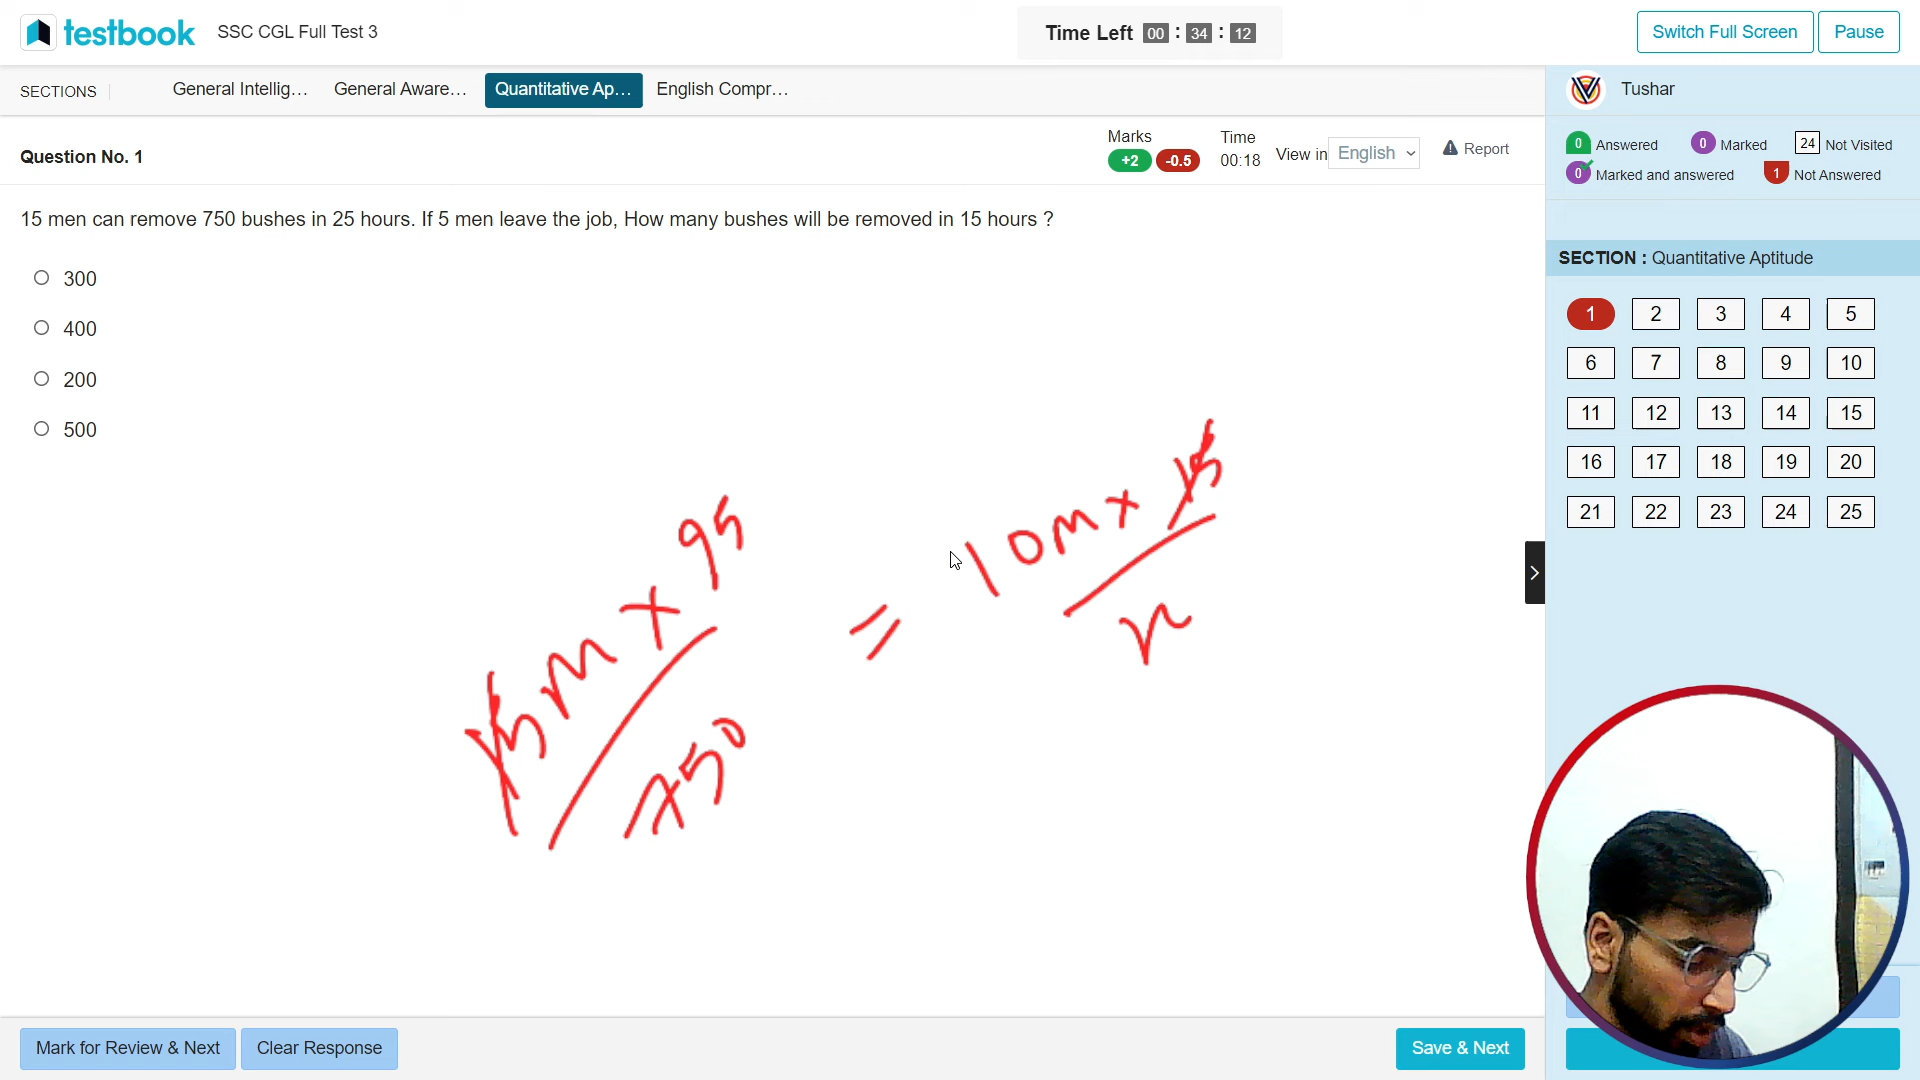 testbook SSC CGL Full Test 3 Time Left 00 : 34 : 12 Switch Full Screen Pause
SECTIONS General Intellig... General Aware... Quantitative Ap... English Compr...
Tushar
Question No. 1
Marks
+2 -0.5
Time
00:18
View in English
Report
0 Answered 0 Marked 24 Not Visited
0 Marked and answered 1 Not Answered
15 men can remove 750 bushes in 25 hours. If 5 men leave the job, How many bushes will be removed in 15 hours ?
300
400
200
500
SECTION : Quantitative Aptitude
1 2 3 4 5
6 7 8 9 10
11 12 13 14 15
16 17 18 19 20
21 22 23 24 25
15 M x 95 = 10M x 15
750 x
Mark for Review & Next Clear Response Save & Next